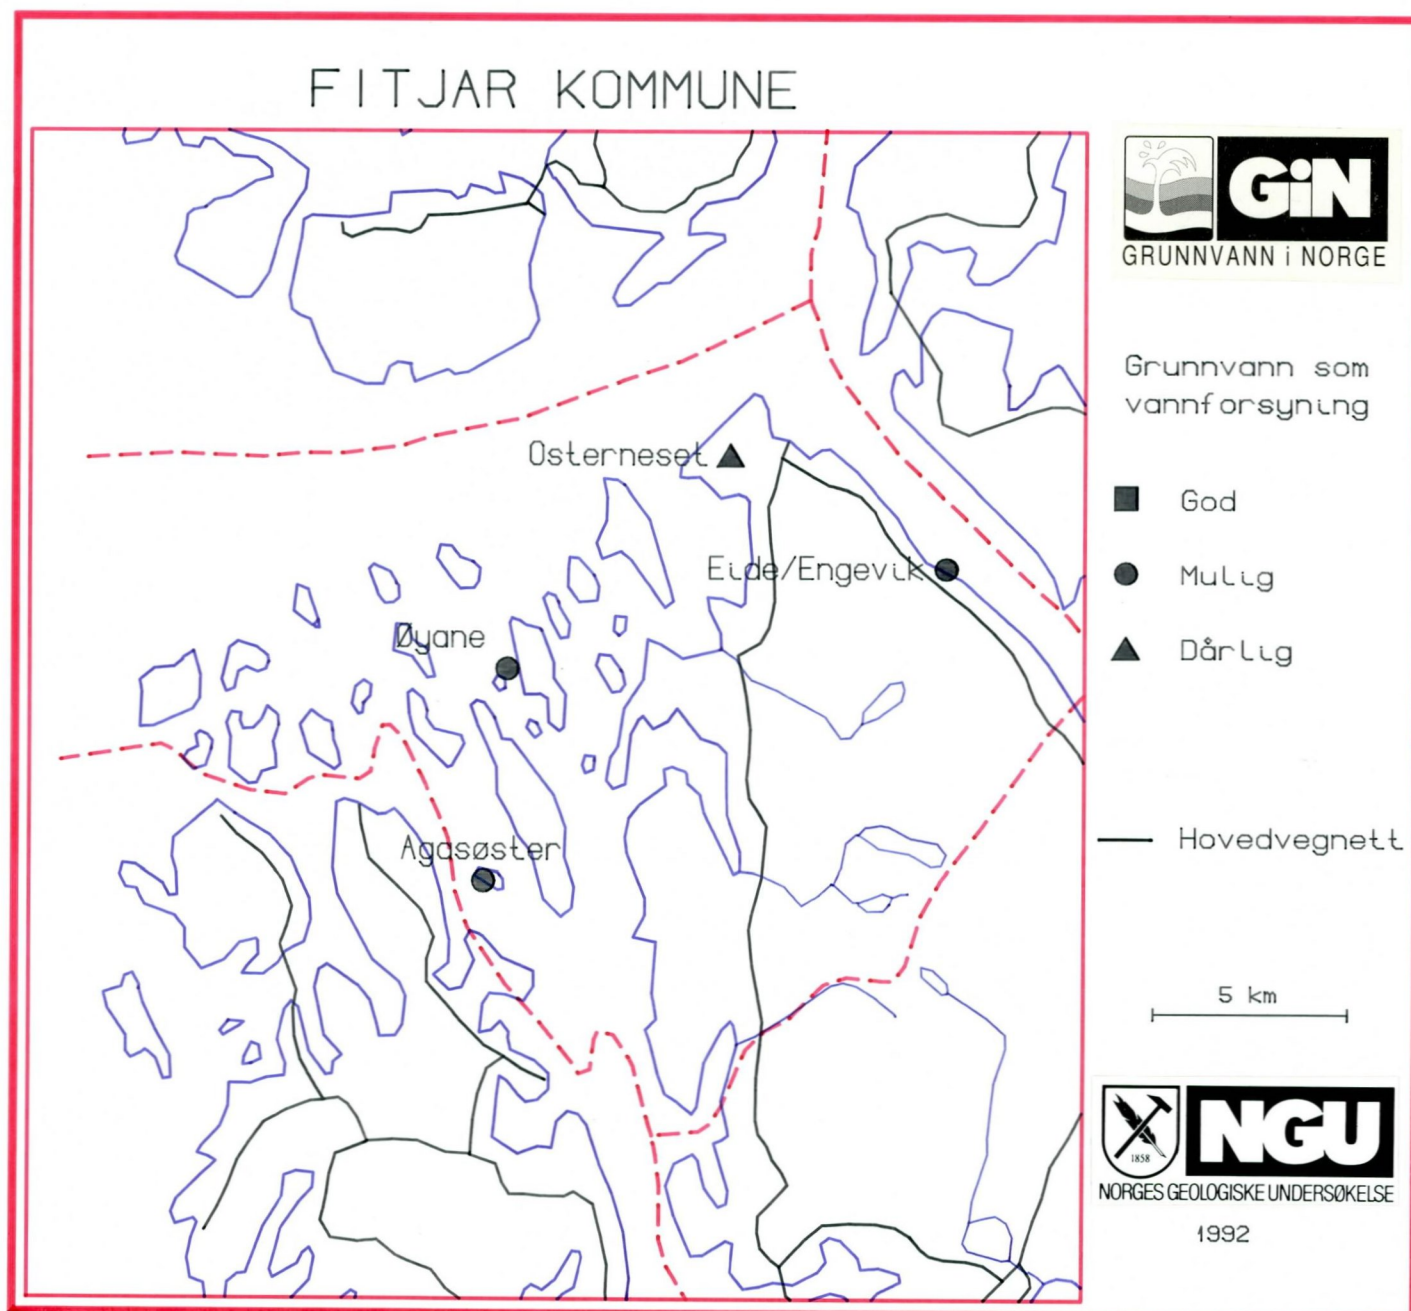 FITJAR KOMMUNE
GiN
GRUNNVANN i NORGE
Grunnvann som
vannforsyning
God
Mulig
Dårlig
Hovedvegnett
5 km
Osterneset
Eide/Engevik
Øyane
Agdsøster
1858
NGU
NORGES GEOLOGISKE UNDERSØKELSE
1992